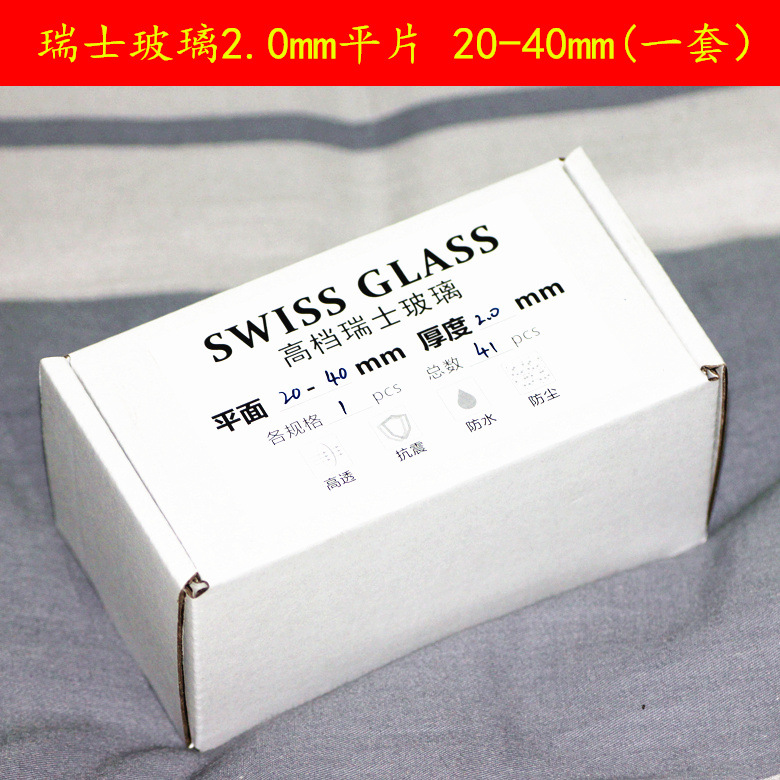 瑞士玻璃2.0mm平片 20-40mm(一套)
SWISS GLASS
高档瑞士玻璃
平面 20-40 mm 厚度 2.0 mm
各规格 1 pcs 总数 41 pcs
高透 抗震 防水 防尘